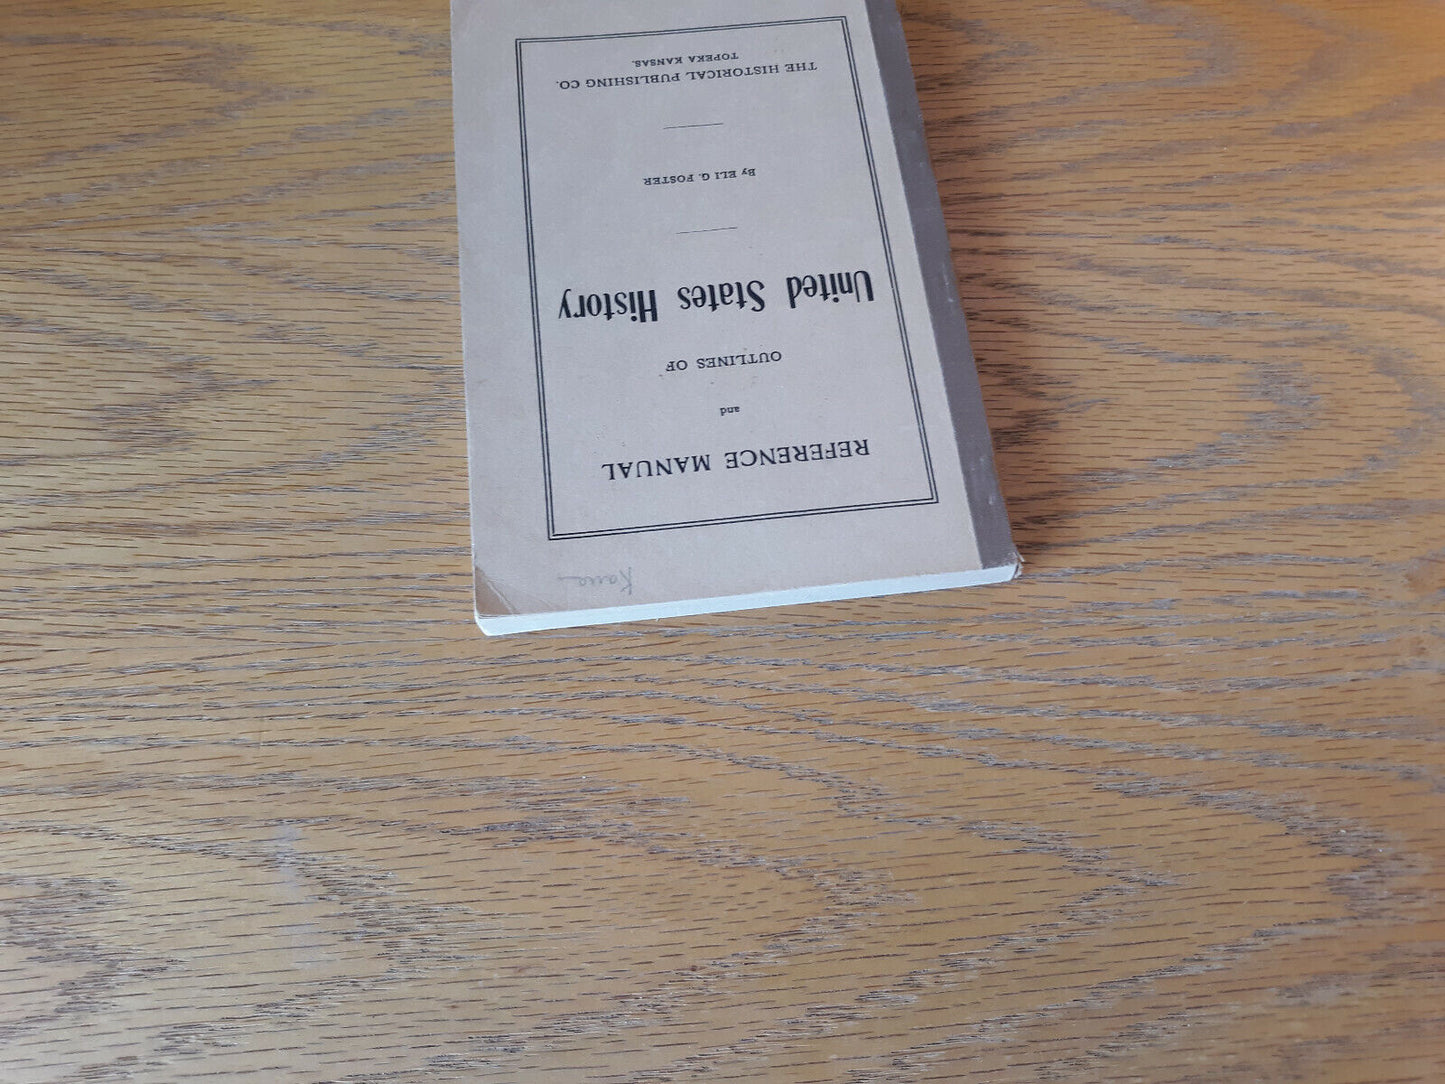 REFERENCE MANUAL
and
OUTLINES OF
United States History
By ELI G. FOSTER
THE HISTORICAL PUBLISHING CO.
TOPEKA KANSAS.